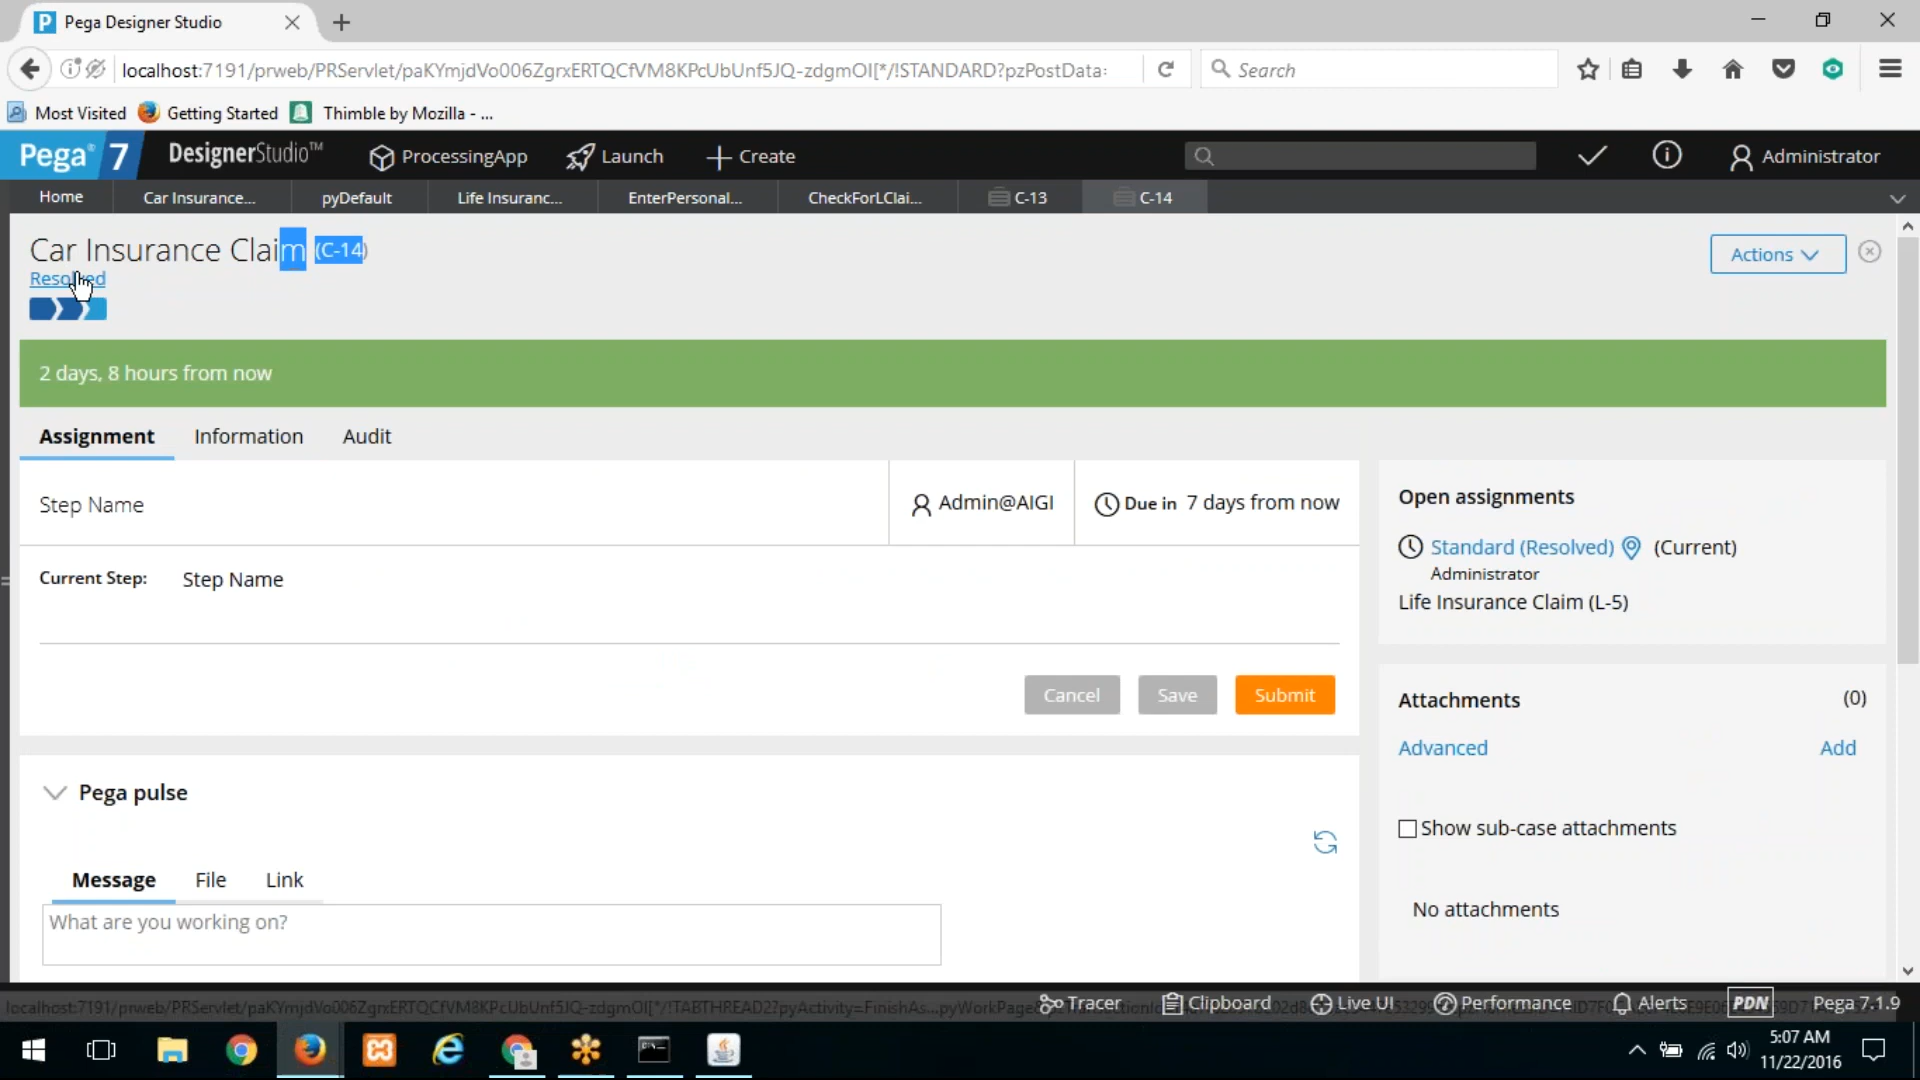 Pega Designer Studio
localhost:7191/prweb/PRServlet/paKYmjdVo006ZgrxERTQCfVM8KPcUbUnf5JQ-zdgmOI[*/!STANDARD?pzPostData:
Search
Most Visited Getting Started Thimble by Mozilla - ...
Pega® 7 DesignerStudio™ ProcessingApp Launch Create Administrator
Home Car Insurance... pyDefault Life Insuranc... EnterPersonal... CheckForLClai... C-13 C-14
Car Insurance Claim (C-14)
Actions
Resolved
2 days, 8 hours from now
Assignment Information Audit
Step Name
Admin@AIGI
Due in 7 days from now
Current Step: Step Name
Cancel Save Submit
Open assignments
Standard (Resolved) (Current)
Administrator
Life Insurance Claim (L-5)
Attachments (0)
Advanced Add
Show sub-case attachments
No attachments
Pega pulse
Message File Link
What are you working on?
Tracer Clipboard Live UI Performance Alerts PDN Pega 7.1.9
5:07 AM
11/22/2016